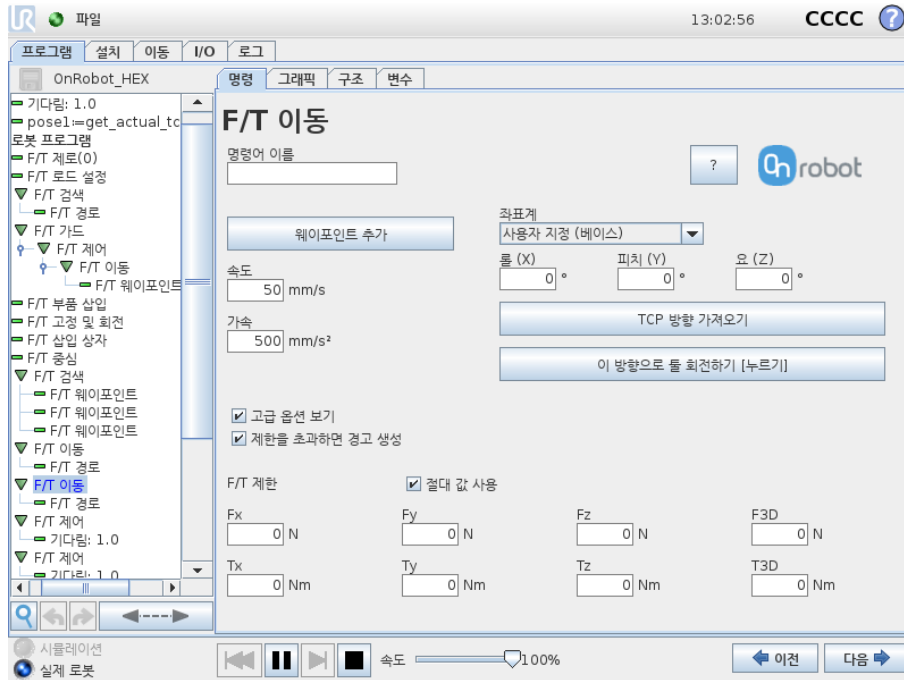 파일
13:02:56
CCCC
?
프로그램 설치 이동 I/O 로그
OnRobot_HEX
명령 그래픽 구조 변수
기다림: 1.0
pose1:=get_actual_tc
로봇 프로그램
F/T 제로(0)
F/T 로드 설정
F/T 검색
F/T 경로
F/T 가드
F/T 제어
F/T 이동
F/T 웨이포인트
F/T 부품 삽입
F/T 고정 및 회전
F/T 삽입 상자
F/T 중심
F/T 검색
F/T 웨이포인트
F/T 웨이포인트
F/T 웨이포인트
F/T 이동
F/T 경로
F/T 이동
F/T 경로
F/T 제어
기다림: 1.0
F/T 제어
기다림: 1.0
F/T 이동
명령어 이름
?
On robot
웨이포인트 추가
좌표계
사용자 지정 (베이스)
롤 (X) 피치 (Y) 요 (Z)
0 ° 0 ° 0 °
속도
50 mm/s
TCP 방향 가져오기
가속
500 mm/s²
이 방향으로 툴 회전하기 [누르기]
고급 옵션 보기
제한을 초과하면 경고 생성
F/T 제한 절대 값 사용
Fx Fy Fz F3D
0 N 0 N 0 N 0 N
Tx Ty Tz T3D
0 Nm 0 Nm 0 Nm 0 Nm
시뮬레이션
실제 로봇
속도 100%
이전 다음